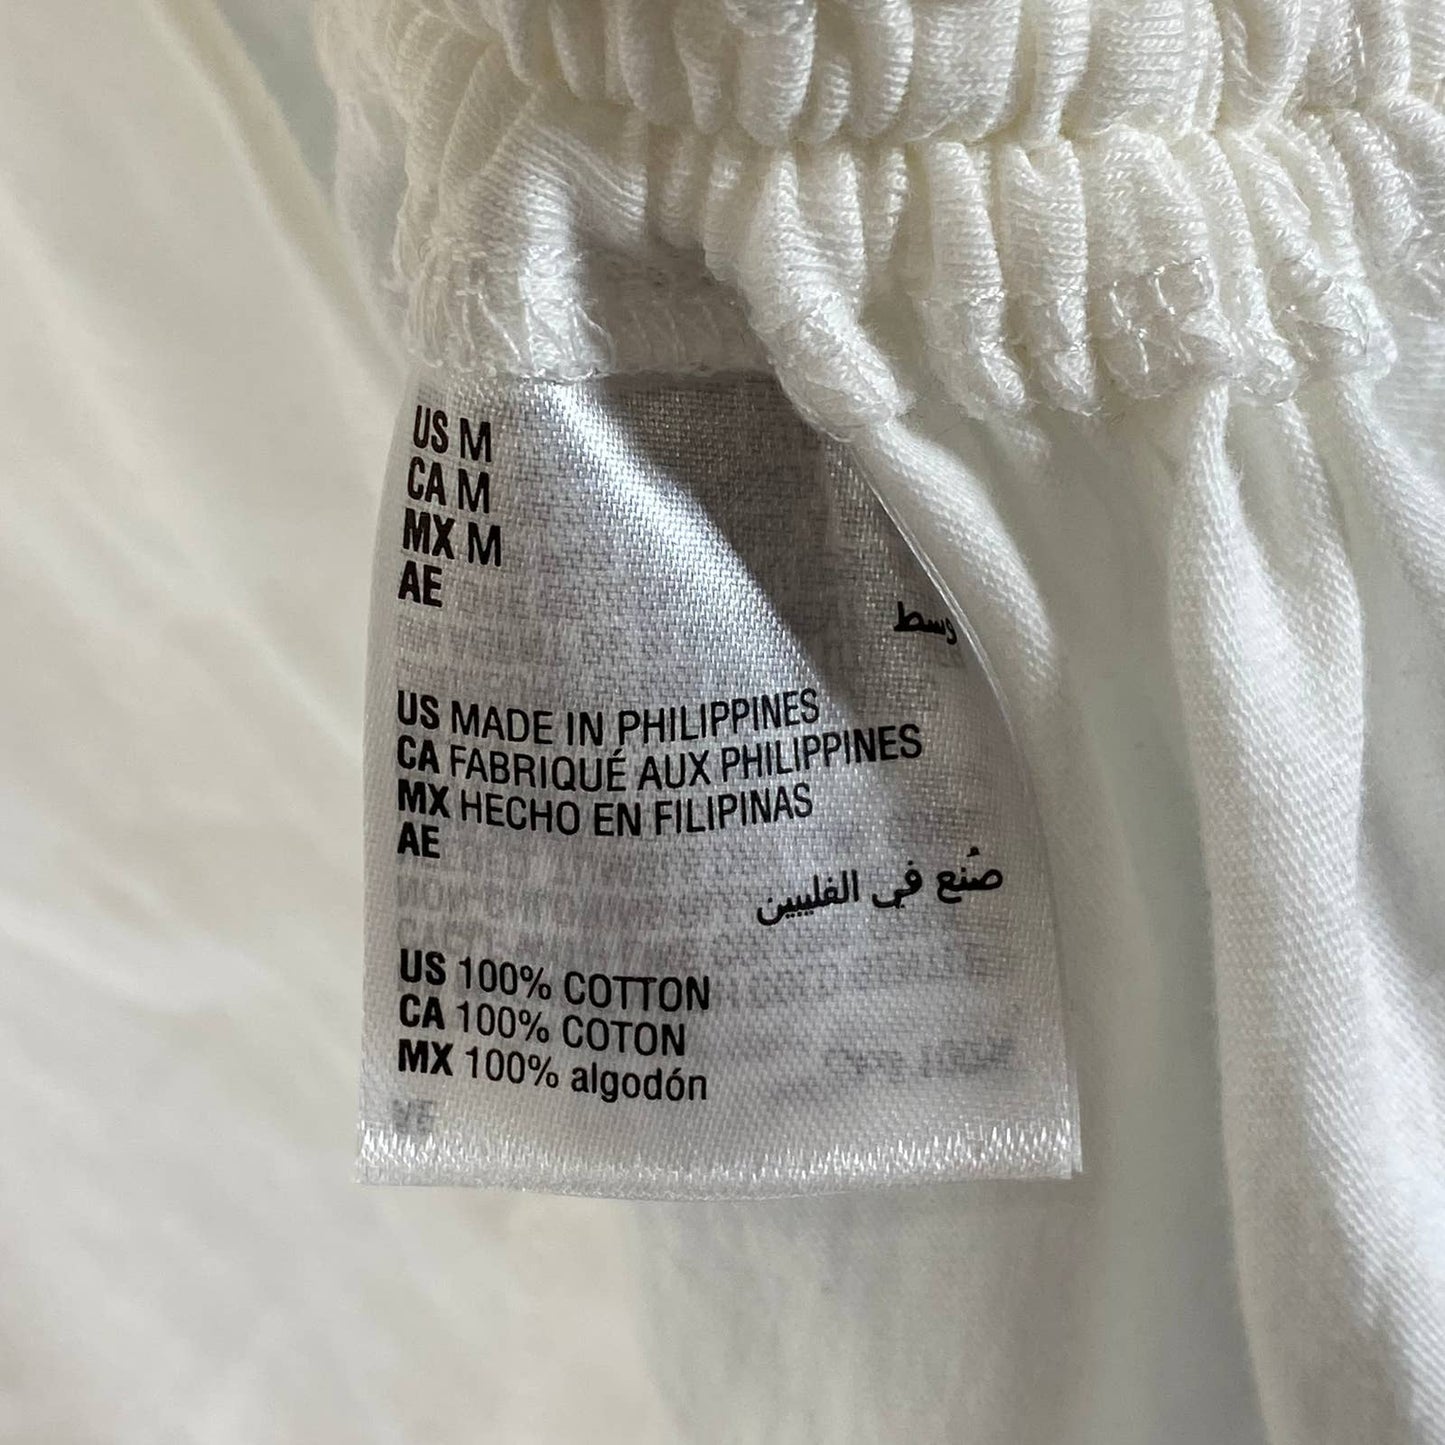 US M
CA M
MX M
AE
وسط
US MADE IN PHILIPPINES
CA FABRIQUÉ AUX PHILIPPINES
MX HECHO EN FILIPINAS
AE
صُنع في الفليبين
US 100% COTTON
CA 100% COTON
MX 100% algodón